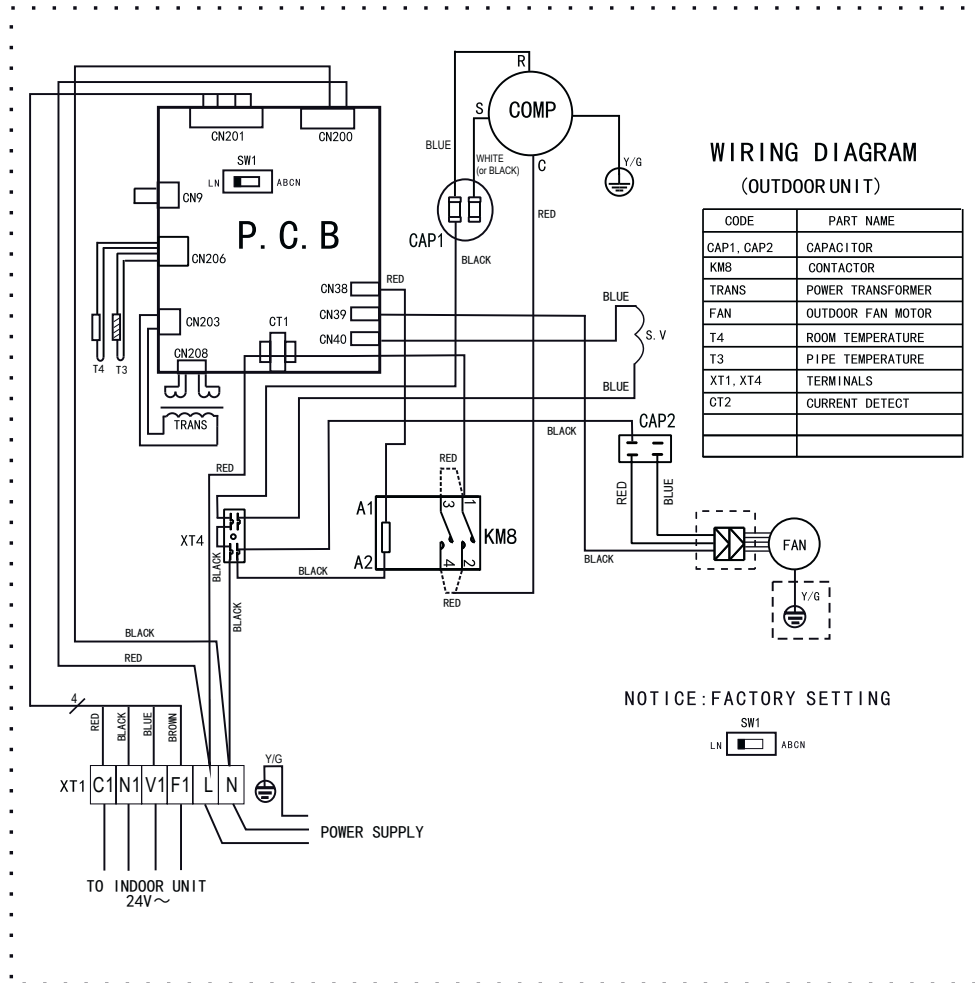 R
COMP
S
C
BLUE
WHITE
(or BLACK)
Y/G
RED
CAP1
BLACK
WIRING DIAGRAM
(OUTDOOR UNIT)
CODE PART NAME
CAP1, CAP2 CAPACITOR
KM8 CONTACTOR
TRANS POWER TRANSFORMER
FAN OUTDOOR FAN MOTOR
T4 ROOM TEMPERATURE
T3 PIPE TEMPERATURE
XT1, XT4 TERMINALS
CT2 CURRENT DETECT
CN201
CN200
SW1
LN ABCN
CN9
P.C.B
CN206
CN203
CN38
RED
CN39
CN40
CT1
CN208
T4 T3
TRANS
BLUE
S.V
BLUE
BLACK
CAP2
RED
BLUE
RED
RED
A1
A2
3 1
4 2
KM8
RED
XT4
BLACK
BLACK
BLACK
BLACK
FAN
Y/G
BLACK
RED
4
RED
BLACK
BLUE
BROWN
XT1 C1 N1 V1 F1 L N
Y/G
POWER SUPPLY
TO INDOOR UNIT
24V～
NOTICE:FACTORY SETTING
SW1
LN ABCN